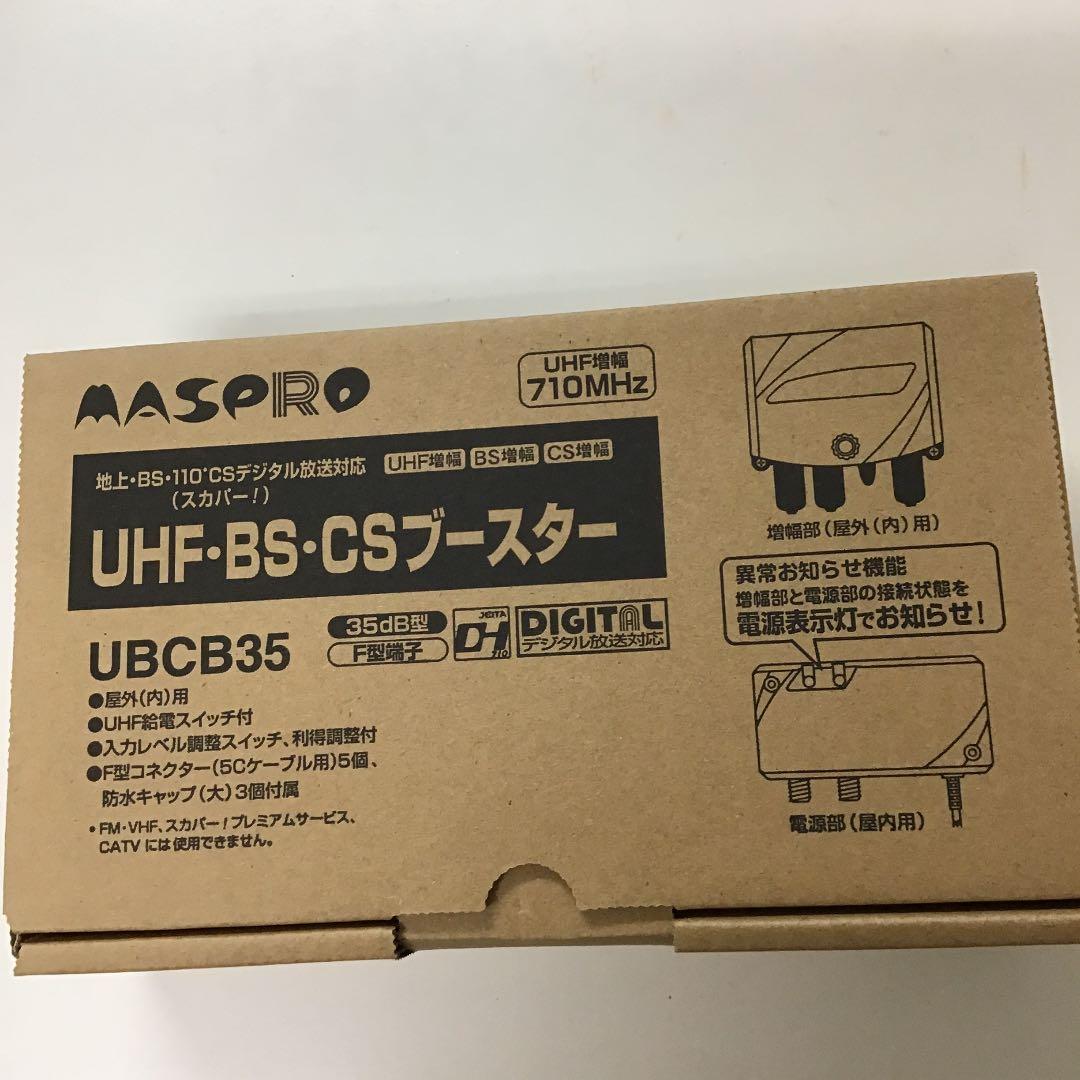 MASPRO
UHF増幅
710MHz
地上・BS・110°CSデジタル放送対応
(スカパー!)
UHF増幅 BS増幅 CS増幅
UHF・BS・CSブースター
UBCB35
35dB型
F型端子
JEITA
DH
710
DIGITAL
デジタル放送対応
●屋外(内)用
●UHF給電スイッチ付
●入力レベル調整スイッチ、利得調整付
●F型コネクター(5Cケーブル用)5個、
防水キャップ(大)3個付属
・FM・VHF、スカパー!プレミアムサービス、
CATVには使用できません。
増幅部(屋外(内)用)
異常お知らせ機能
増幅部と電源部の接続状態を
電源表示灯でお知らせ!
電源部(屋内用)